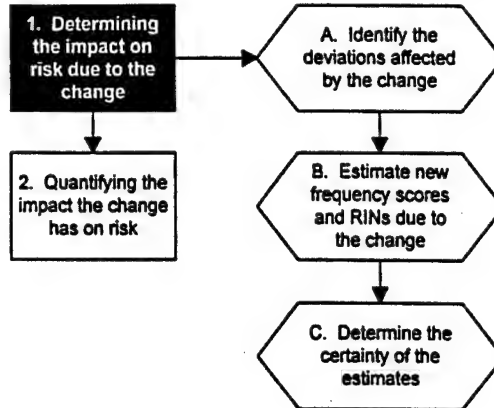 1. Determining
the impact on
risk due to the
change
A. Identify the
deviations affected
by the change
2. Quantifying the
impact the change
has on risk
B. Estimate new
frequency scores
and RINs due to
the change
C. Determine the
certainty of the
estimates